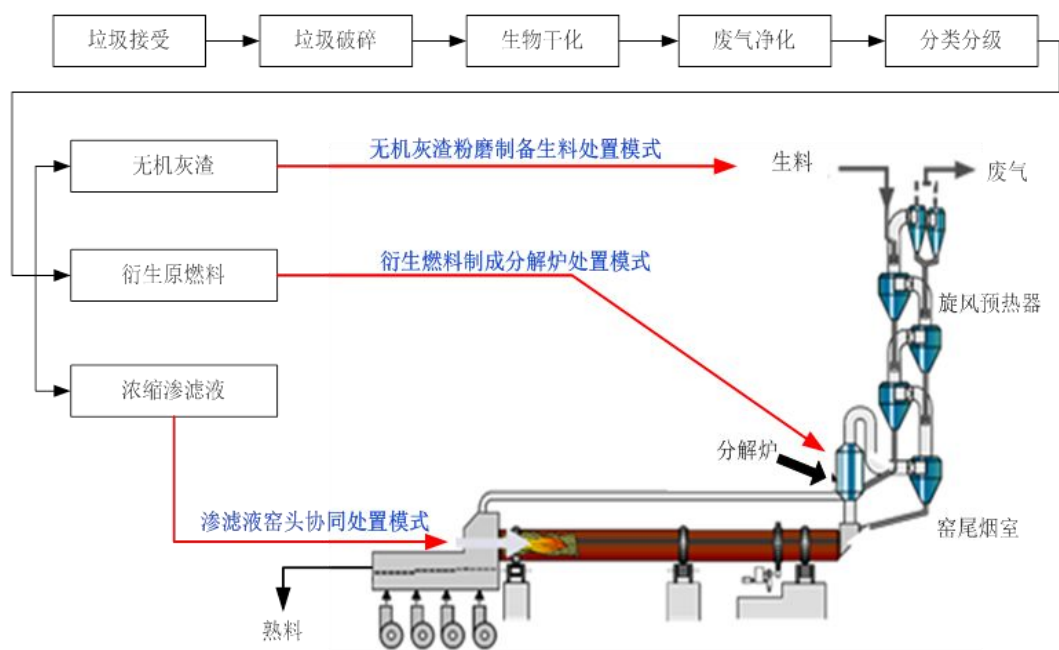 垃圾接受
垃圾破碎
生物干化
废气净化
分类分级
无机灰渣
无机灰渣粉磨制备生料处置模式
生料
废气
衍生原燃料
衍生燃料制成分解炉处置模式
旋风预热器
浓缩渗滤液
分解炉
渗滤液窑头协同处置模式
窑尾烟室
熟料